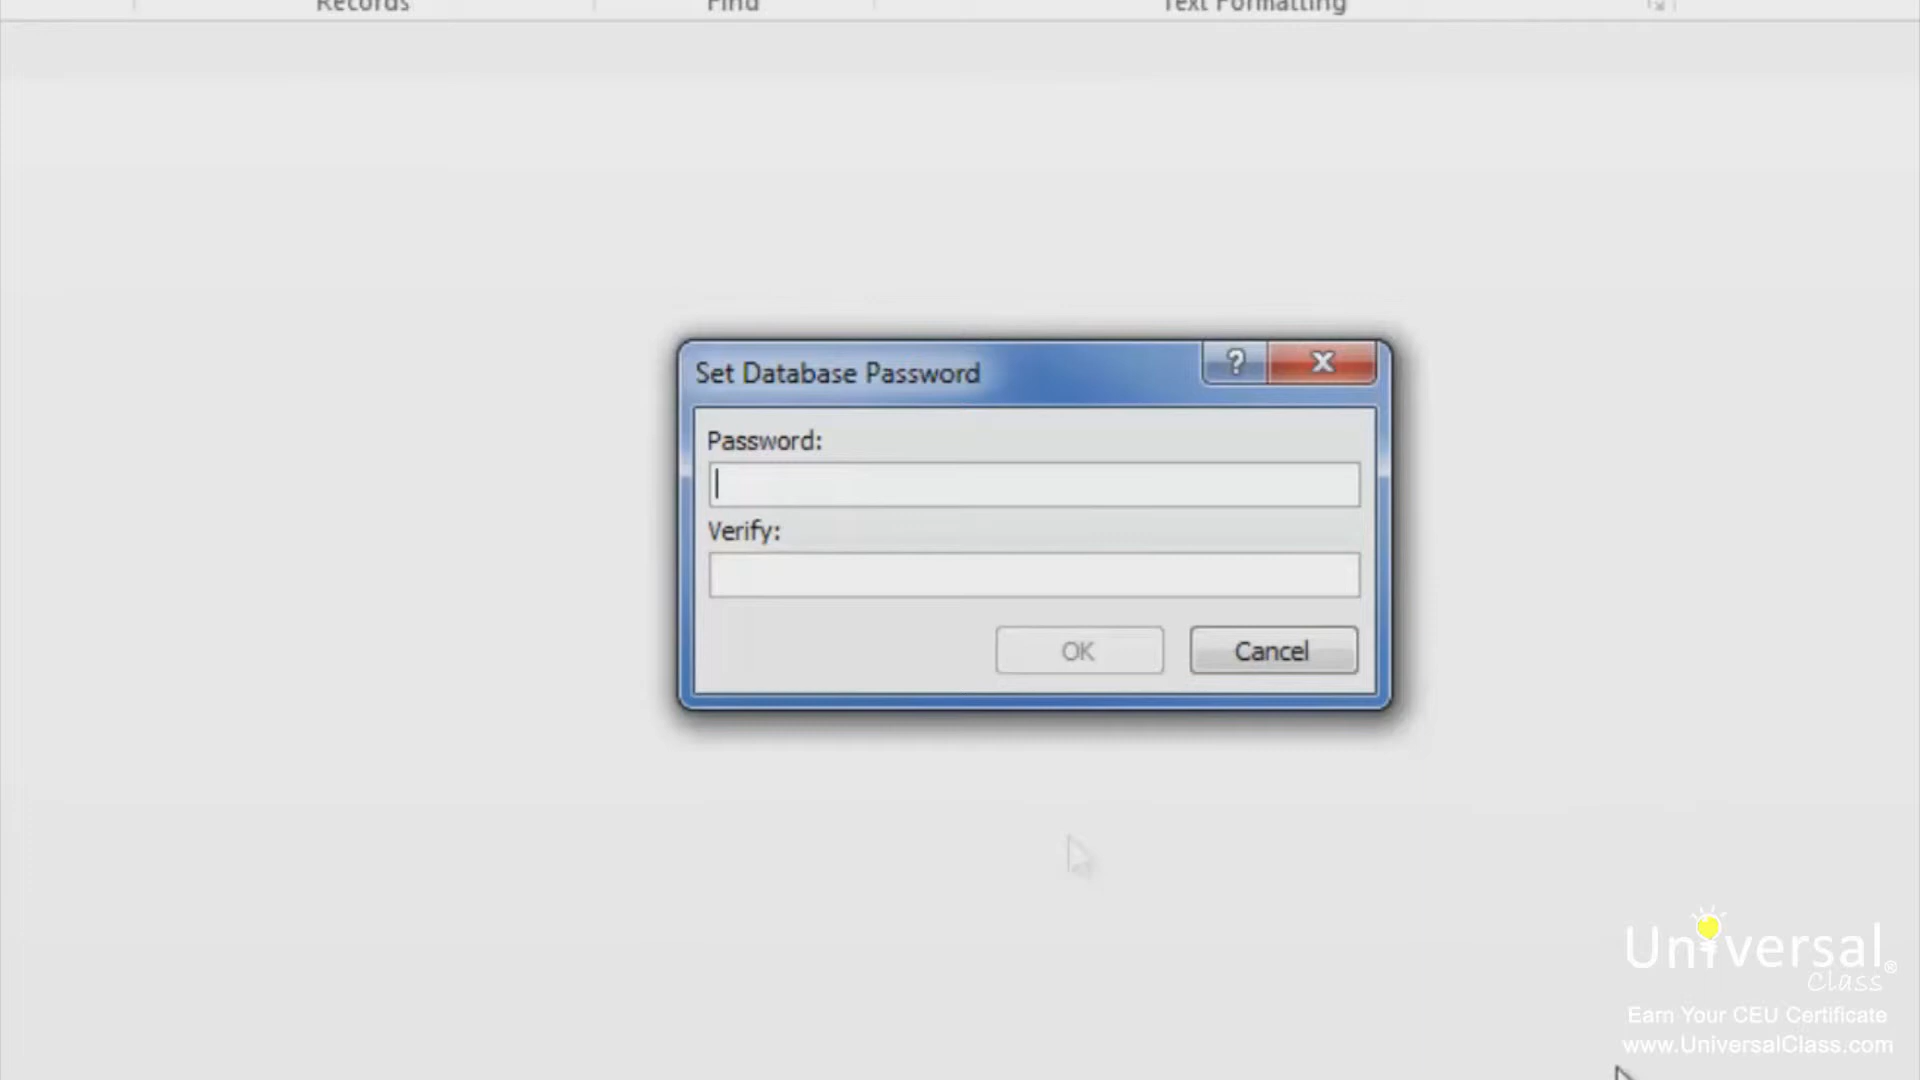 Records Find Text Formatting
Set Database Password
?
X
Password:
Verify:
OK Cancel
Universal
Class®
Earn Your CEU Certificate
www.UniversalClass.com